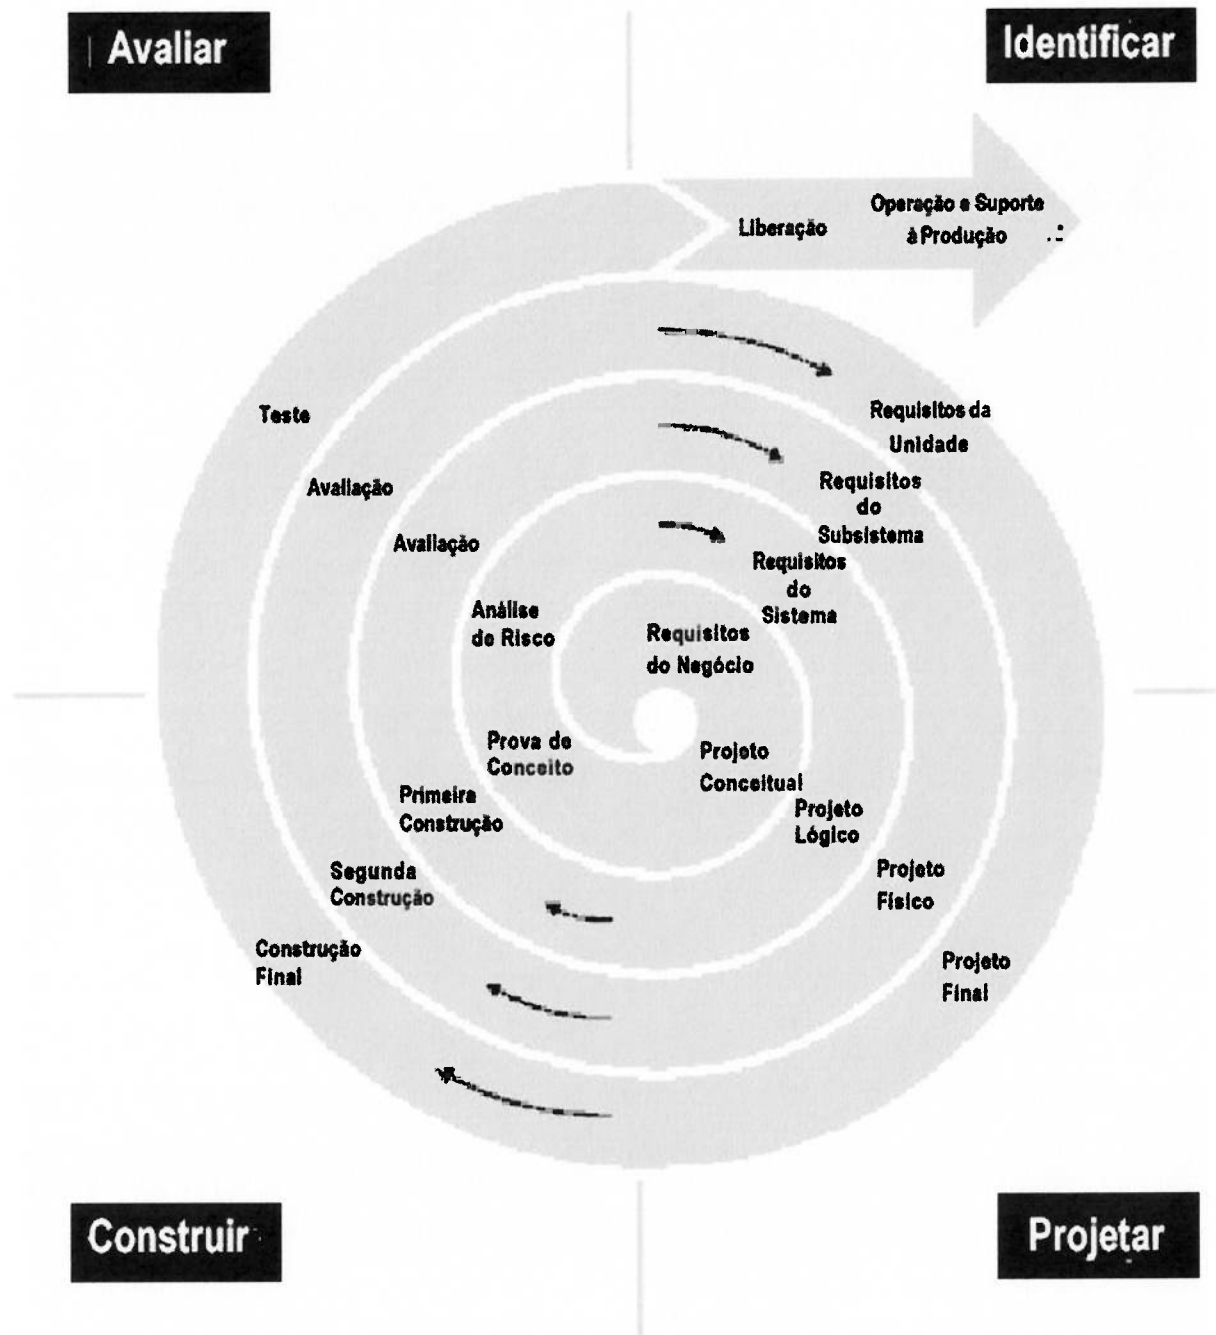 Avaliar
Identificar
Liberação
Operação e Suporte
à Produção
Teste
Avaliação
Avaliação
Análise
de Risco
Requisitos da
Unidade
Requisitos
do
Subsistema
Requisitos
do
Sistema
Requisitos
do Negócio
Prova de
Conceito
Primeira
Construção
Segunda
Construção
Construção
Final
Projeto
Conceitual
Projeto
Lógico
Projeto
Físico
Projeto
Final
Construir
Projetar